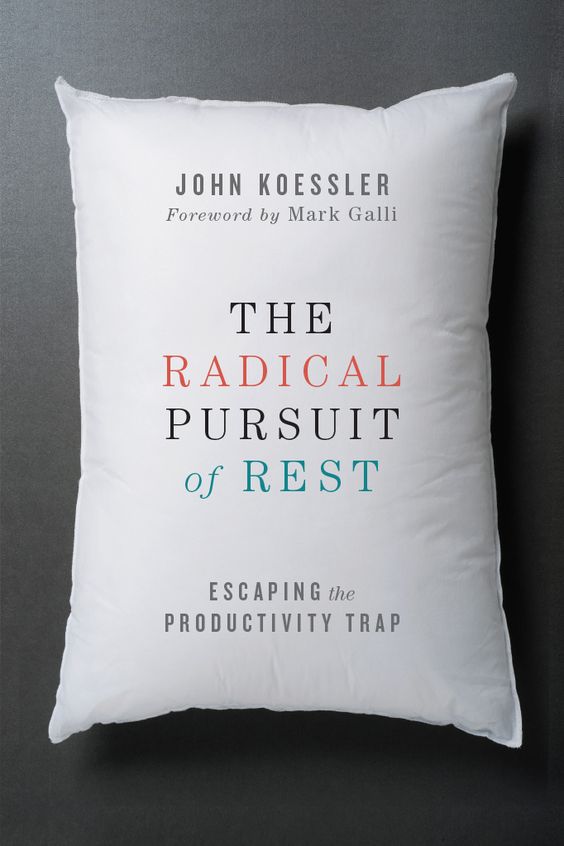 JOHN KOESSLER
Foreword by Mark Galli
THE
RADICAL
PURSUIT
of REST
ESCAPING the
PRODUCTIVITY TRAP